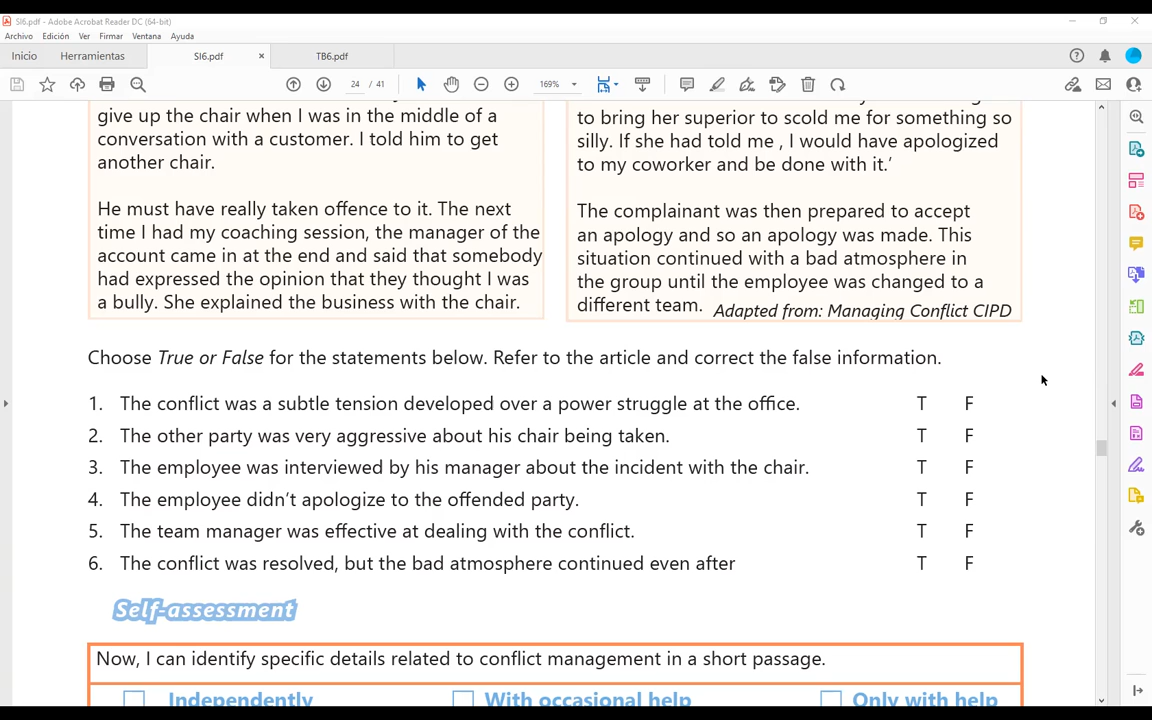 SI6.pdf - Adobe Acrobat Reader DC (64-bit)
Archivo Edición Ver Firmar Ventana Ayuda
Inicio Herramientas SI6.pdf × TB6.pdf
24 / 41 169%
give up the chair when I was in the middle of a
conversation with a customer. I told him to get
another chair.
He must have really taken offence to it. The next
time I had my coaching session, the manager of the
account came in at the end and said that somebody
had expressed the opinion that they thought I was
a bully. She explained the business with the chair.
to bring her superior to scold me for something so
silly. If she had told me , I would have apologized
to my coworker and be done with it.’
The complainant was then prepared to accept
an apology and so an apology was made. This
situation continued with a bad atmosphere in
the group until the employee was changed to a
different team.
Adapted from: Managing Conflict CIPD
Choose True or False for the statements below. Refer to the article and correct the false information.
1. The conflict was a subtle tension developed over a power struggle at the office. T F
2. The other party was very aggressive about his chair being taken. T F
3. The employee was interviewed by his manager about the incident with the chair. T F
4. The employee didn’t apologize to the offended party. T F
5. The team manager was effective at dealing with the conflict. T F
6. The conflict was resolved, but the bad atmosphere continued even after T F
Self-assessment
Now, I can identify specific details related to conflict management in a short passage.
Independently With occasional help Only with help